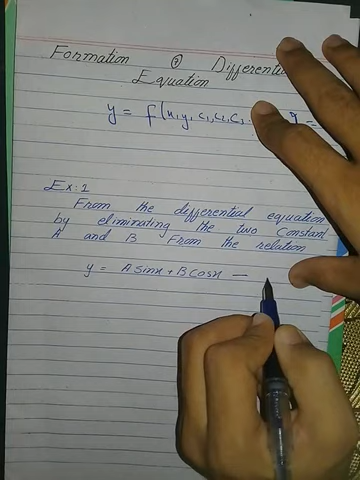 Formation of Differenti
Equation
y = f(x, y, c1, c2, c3
Ex: 1
From the differential equation
by eliminating the two Constant
A and B From the relation
y = A sinx + B cosx —